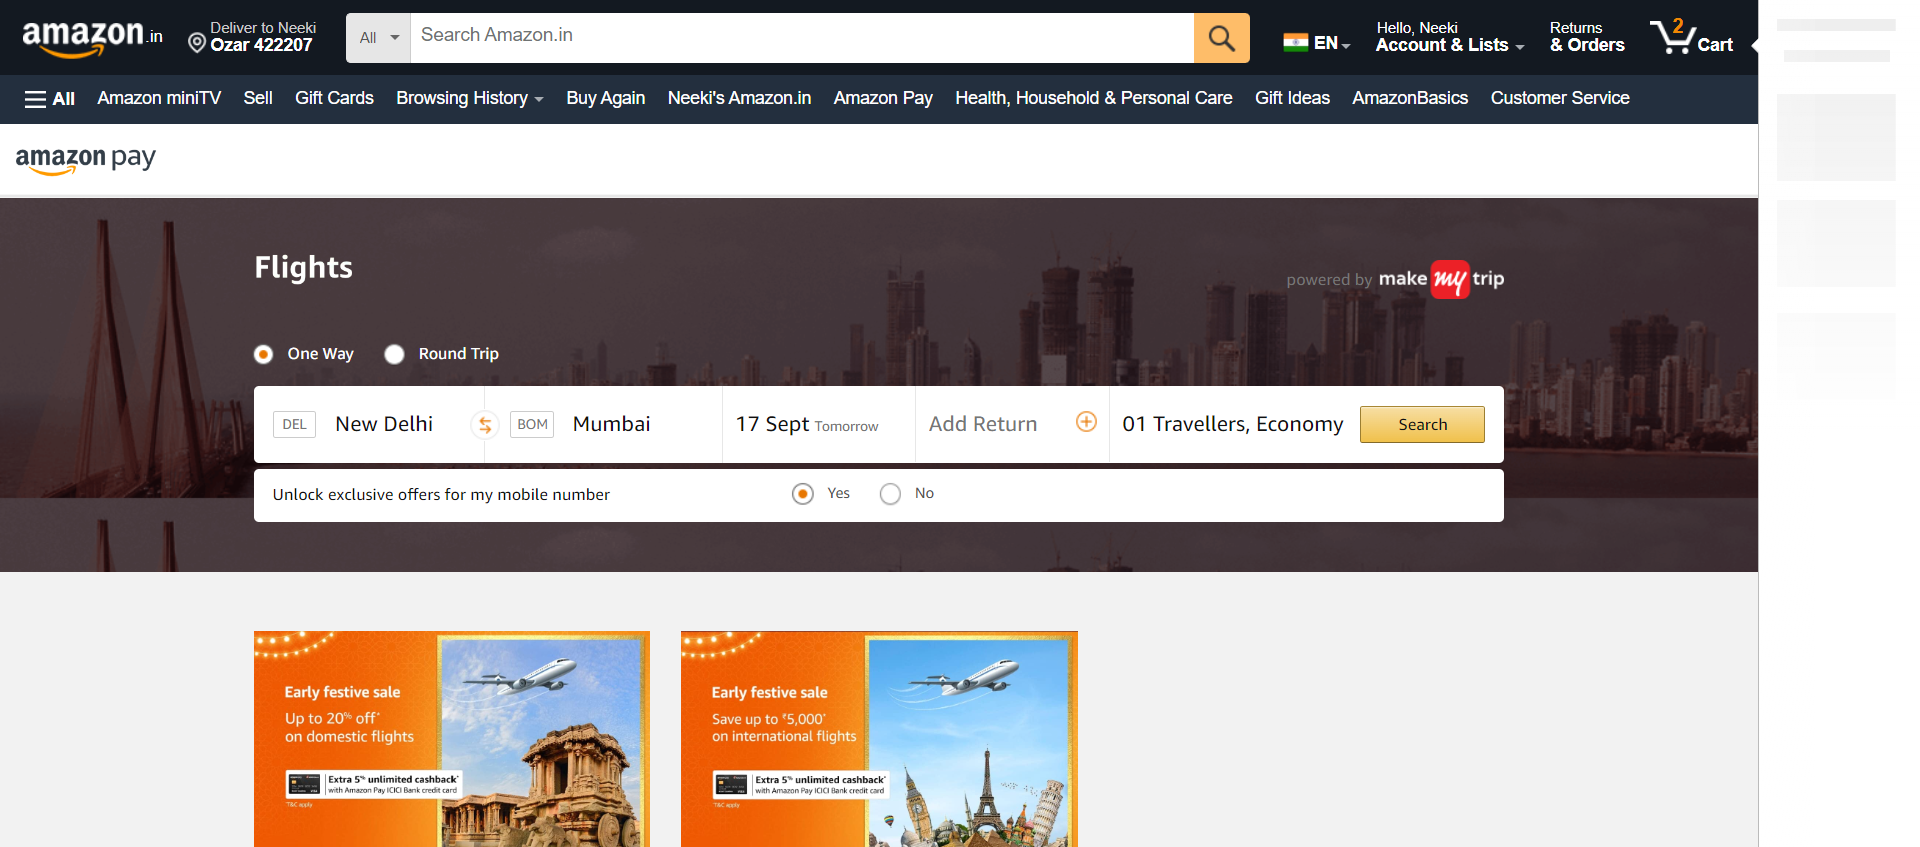 amazon.in
Deliver to Neeki
Ozar 422207
All
Search Amazon.in
EN
Hello, Neeki
Account & Lists
Returns
& Orders
2
Cart
All Amazon miniTV Sell Gift Cards Browsing History Buy Again Neeki's Amazon.in Amazon Pay Health, Household & Personal Care Gift Ideas AmazonBasics Customer Service
amazon pay
Flights
powered by make my trip
One Way Round Trip
DEL New Delhi BOM Mumbai 17 Sept Tomorrow Add Return 01 Travellers, Economy Search
Unlock exclusive offers for my mobile number Yes No
Early festive sale
Up to 20% off*
on domestic flights
Extra 5% unlimited cashback*
with Amazon Pay ICICI Bank credit card
*T&C apply
Early festive sale
Save up to ₹5,000*
on international flights
Extra 5% unlimited cashback*
with Amazon Pay ICICI Bank credit card
*T&C apply